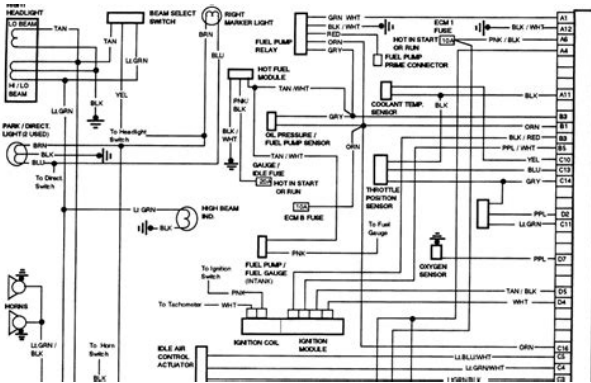 RIGHT
HEADLIGHT
LO BEAM
HI / LO
BEAM
TAN
TAN
LT.GRN
YEL
BLK
LT.GRN
BEAM SELECT
SWITCH
RIGHT
MARKER LIGHT
BRN
BLU
PARK / DIRECT.
LIGHT(2 USED)
BRN
BLK
BLU
To Headlight
Switch
To Direct.
Switch
HOT FUEL
MODULE
PNK/
BLK
TAN /WHT
BLK /
WHT
FUEL PUMP
RELAY
GRN WHT
BLK / WHT
RED
ORN
GRY
FUEL PUMP
PRIME CONNECTOR
ECM 1
FUSE
HOT IN START
OR RUN
10A
BLK / WHT
PNK / BLK
A1
A12
A6
A4
COOLANT TEMP.
SENSOR
BLK
BLK
A11
GRY
OIL PRESSURE /
FUEL PUMP SENSOR
ORN
ORN
BLK / RED
PPL / WHT
YEL
BLU
GRY
B1
B3
B5
C10
C13
C14
TAN / WHT
GAUGE /
IDLE FUSE
20A
HOT IN START
OR RUN
10A
ECM B FUSE
THROTTLE
POSITION
SENSOR
To Fuel
Gauge
PPL
Lt.GRN
D2
C11
Lt GRN
HIGH BEAM
IND.
BLK
FUEL PUMP /
FUEL GAUGE
(INTANK)
PNK
OXYGEN
SENSOR
PPL
D7
To Ignition
Switch
PNK
To Tachometer
WHT
TAN / BLK
WHT
D5
D4
HORNS
IGNITION COIL
IGNITION
MODULE
Lt.GRN /
BLK
To Horn
Switch
BLK
IDLE AIR
CONTROL
ACTUATOR
ORN
Lt.BLU/WHT
Lt.GRN/WHT
C16
C5
C4